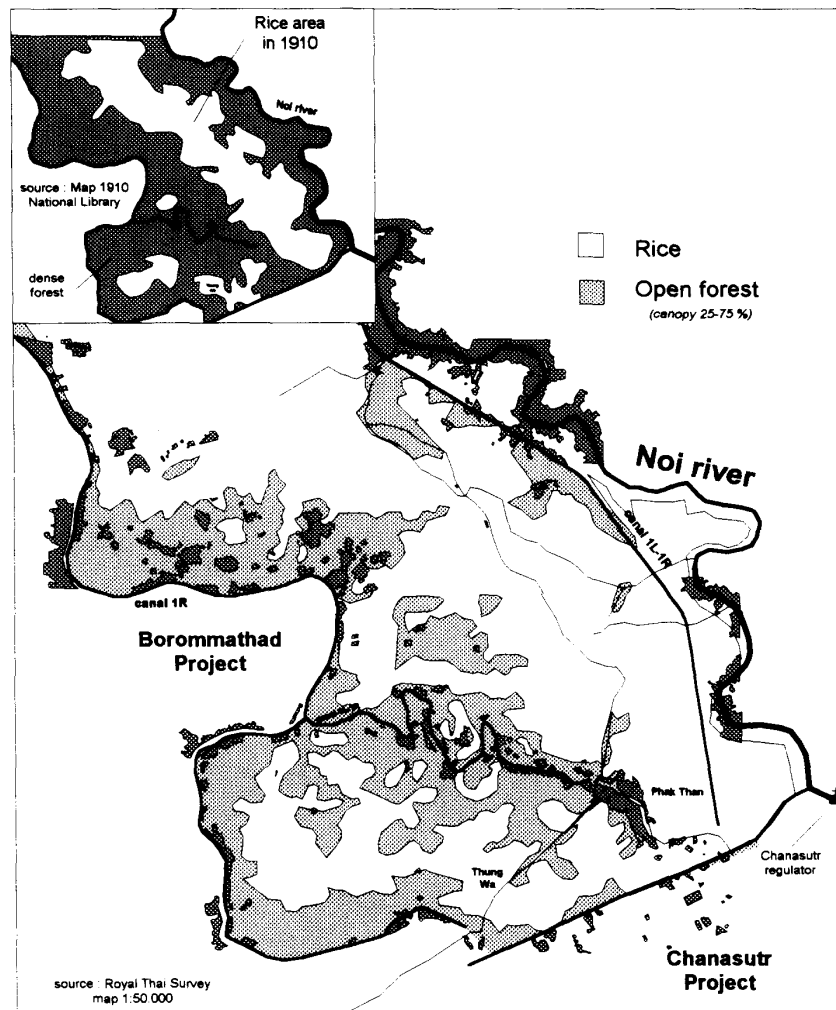 Rice area
in 1910
Noi river
source : Map 1910
National Library
dense
forest
Rice
Open forest
(canopy 25-75 %)
Noi river
canal 1L-1R
canal 1R
Borommathad
Project
Phak Than
Thung
Wa
Chanasutr
regulator
Chanasutr
Project
source : Royal Thai Survey
map 1:50.000